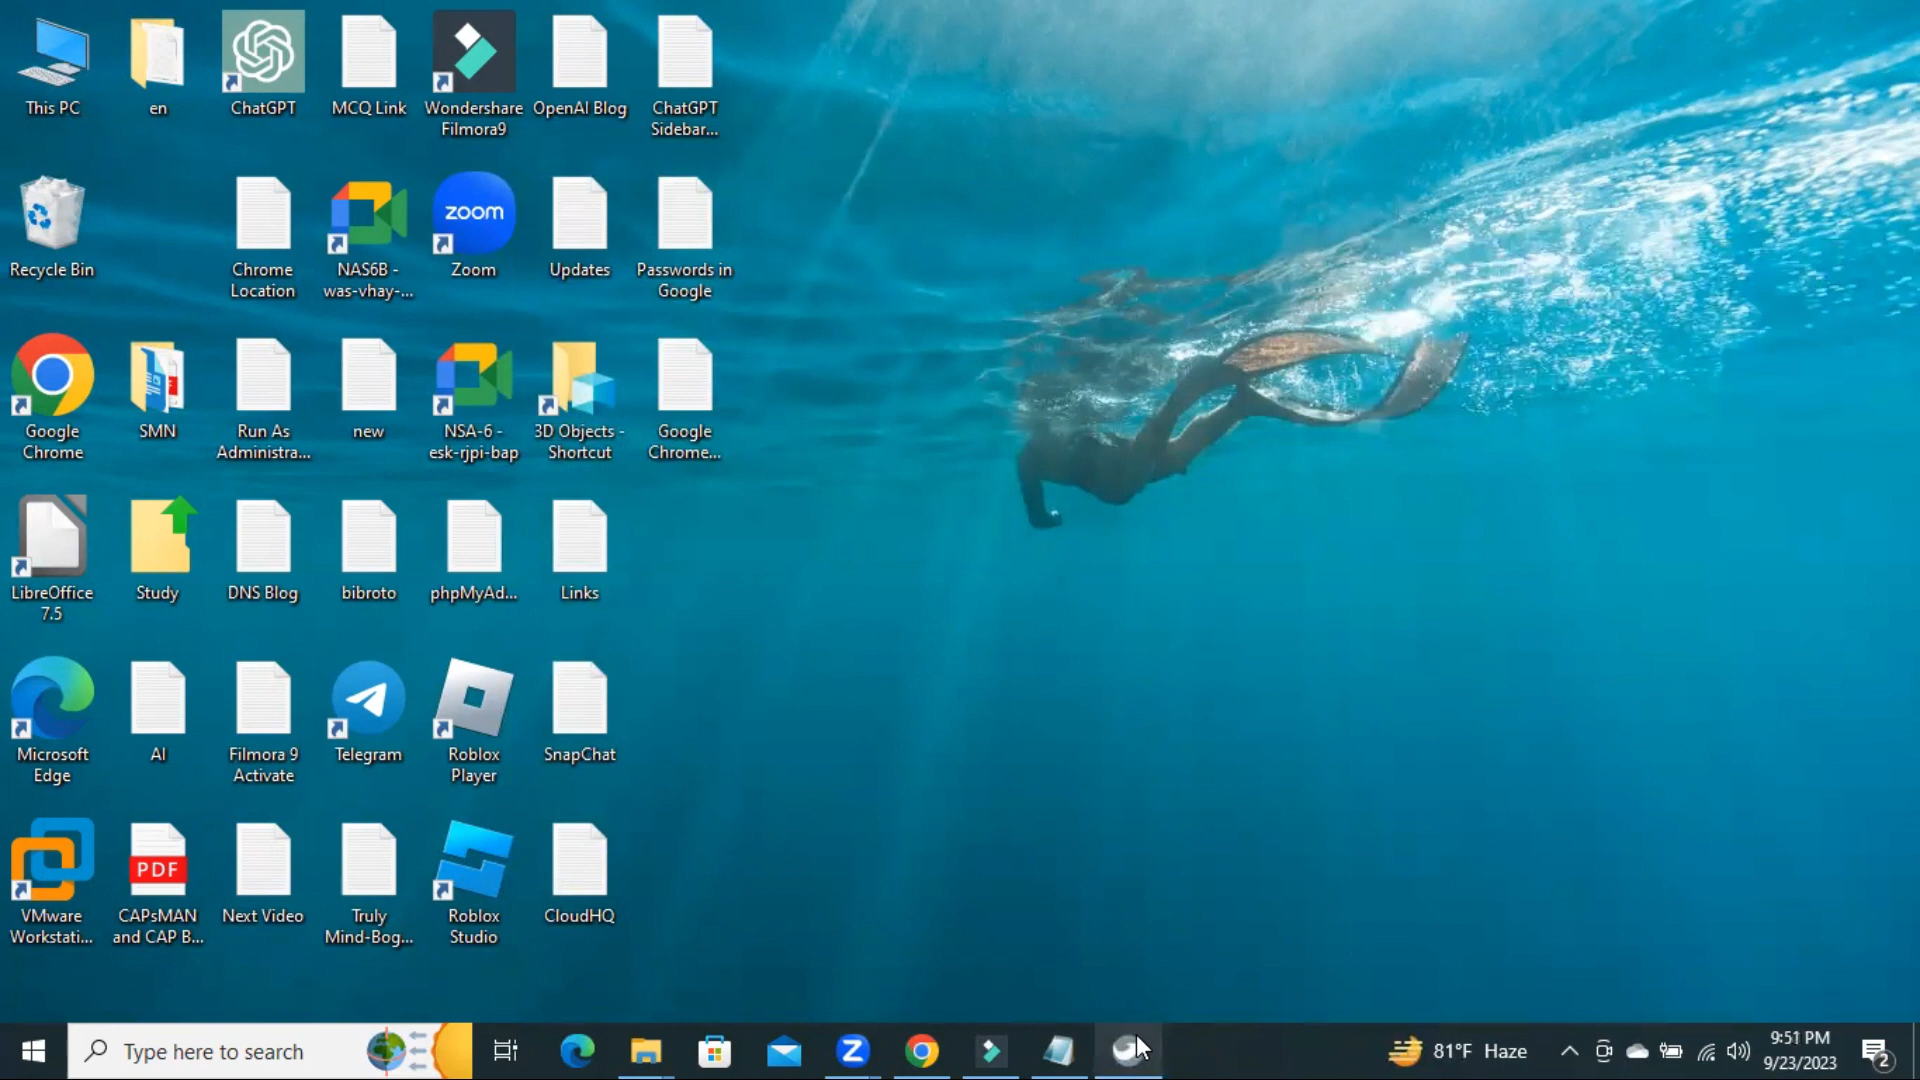 This PC
en
ChatGPT
MCQ Link
Wondershare
Filmora9
OpenAI Blog
ChatGPT
Sidebar...
Recycle Bin
Chrome
Location
NAS6B -
was-vhay-...
zoom
Zoom
Updates
Passwords in
Google
Google
Chrome
SMN
Run As
Administra...
new
NSA-6 -
esk-rjpi-bap
3D Objects -
Shortcut
Google
Chrome...
LibreOffice
7.5
Study
DNS Blog
bibroto
phpMyAd...
Links
Microsoft
Edge
AI
Filmora 9
Activate
Telegram
Roblox
Player
SnapChat
VMware
Workstati...
PDF
CAPsMAN
and CAP B...
Next Video
Truly
Mind-Bog...
Roblox
Studio
CloudHQ
Type here to search
Z
81°F Haze
9:51 PM
9/23/2023
2